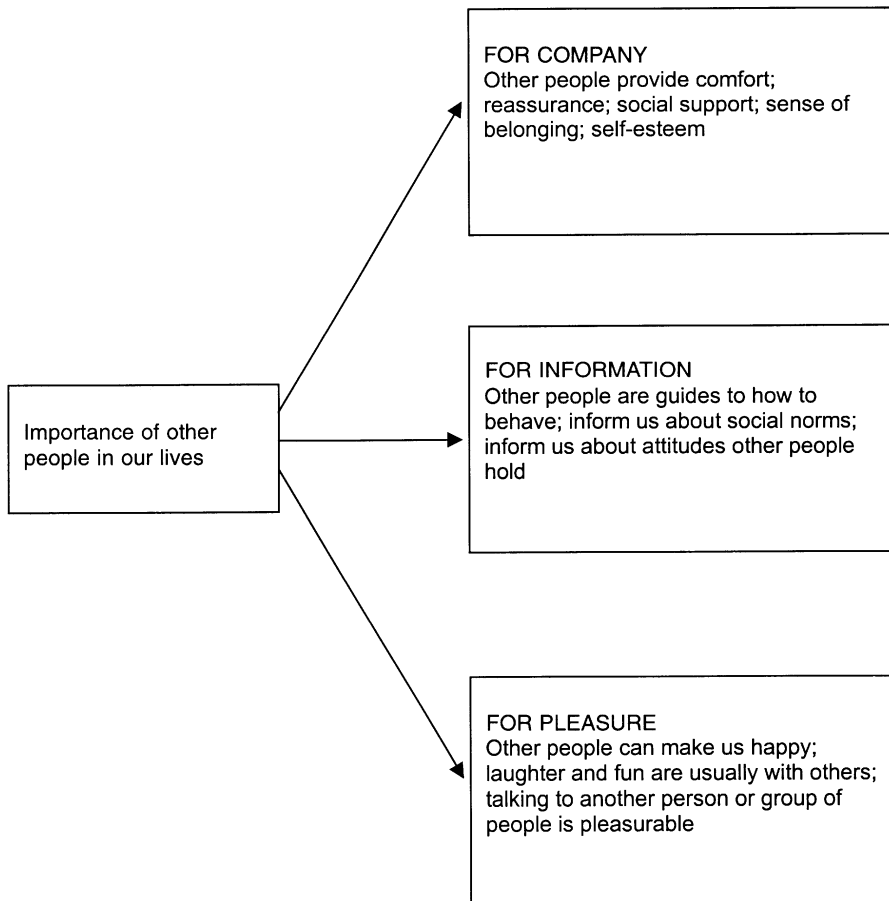 FOR COMPANY
Other people provide comfort;
reassurance; social support; sense of
belonging; self-esteem
Importance of other
people in our lives
FOR INFORMATION
Other people are guides to how to
behave; inform us about social norms;
inform us about attitudes other people
hold
FOR PLEASURE
Other people can make us happy;
laughter and fun are usually with others;
talking to another person or group of
people is pleasurable